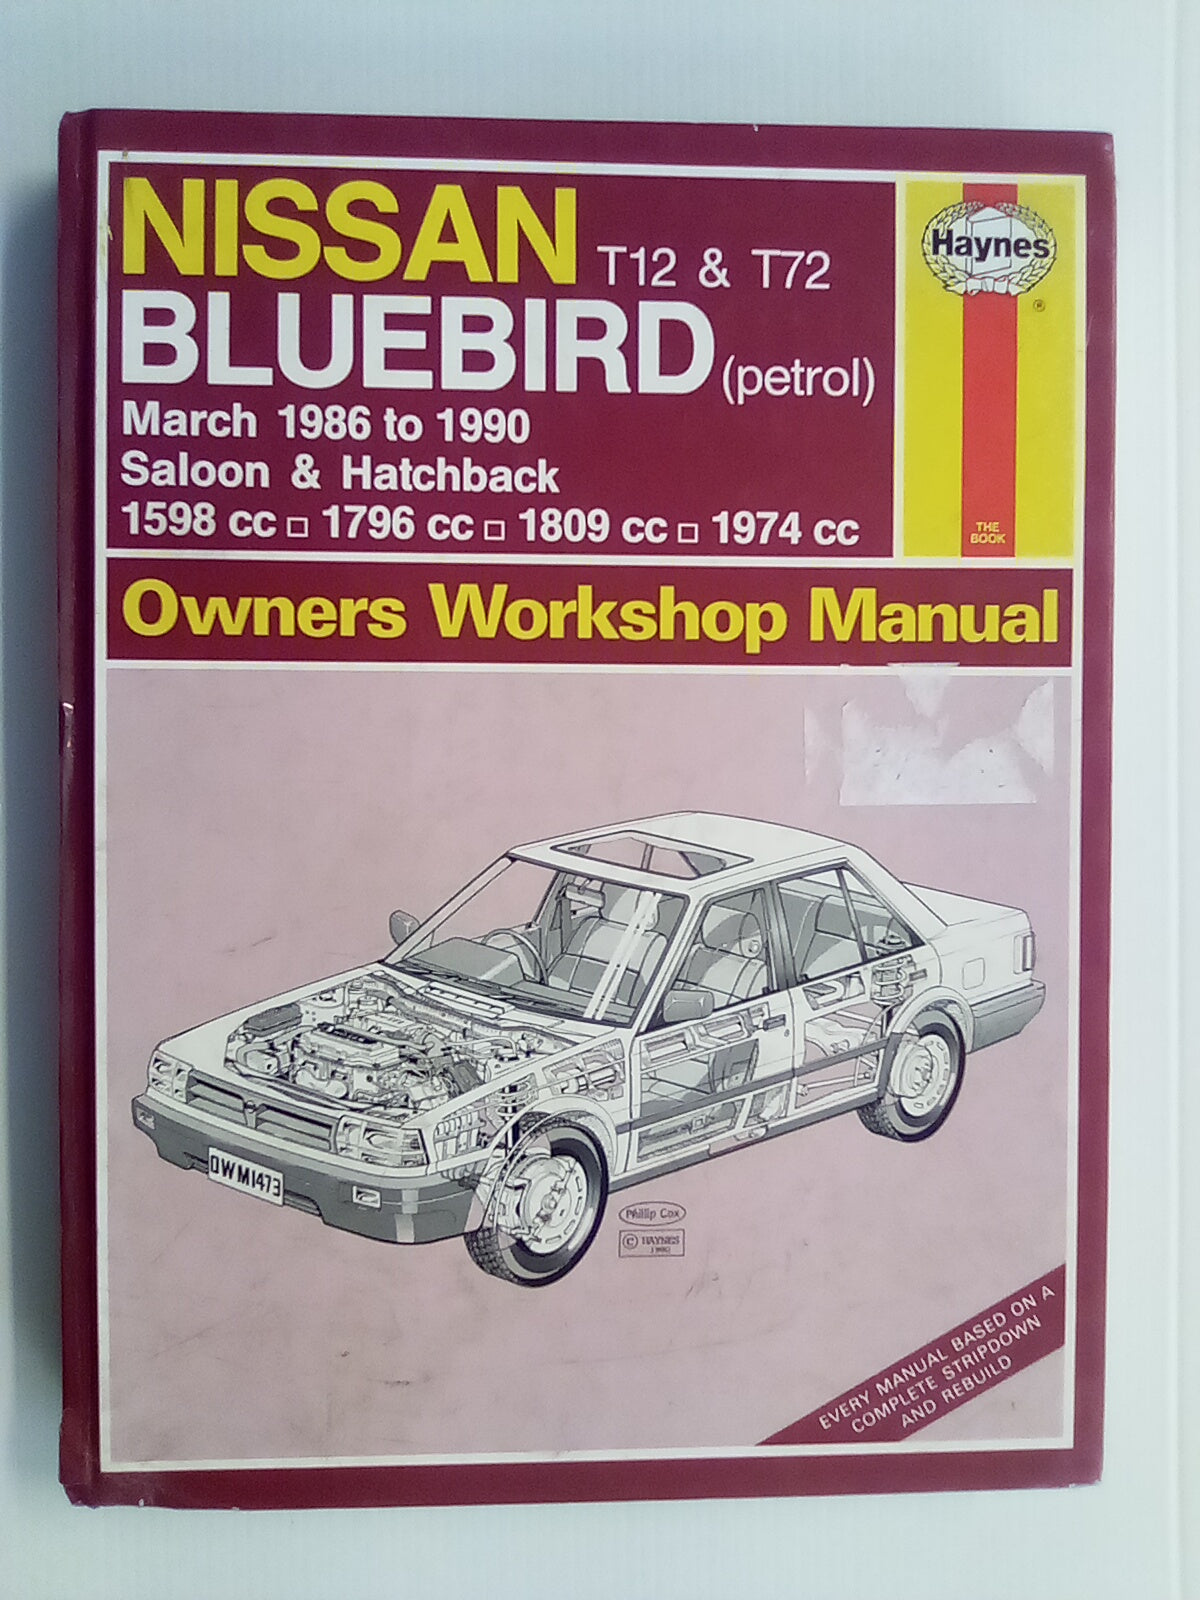 NISSAN T12 & T72
BLUEBIRD (petrol)
March 1986 to 1990
Saloon & Hatchback
1598 cc □ 1796 cc □ 1809 cc □ 1974 cc
Haynes
®
THE
BOOK
Owners Workshop Manual
OWM1473
Phillip Cox
© HAYNES
EVERY MANUAL BASED ON A
COMPLETE STRIPDOWN
AND REBUILD